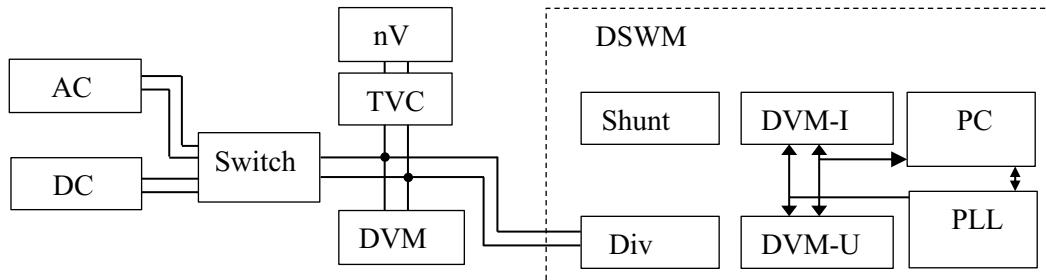 nV
DSWM
AC
TVC
Shunt
DVM-I
PC
Switch
DC
DVM
Div
DVM-U
PLL